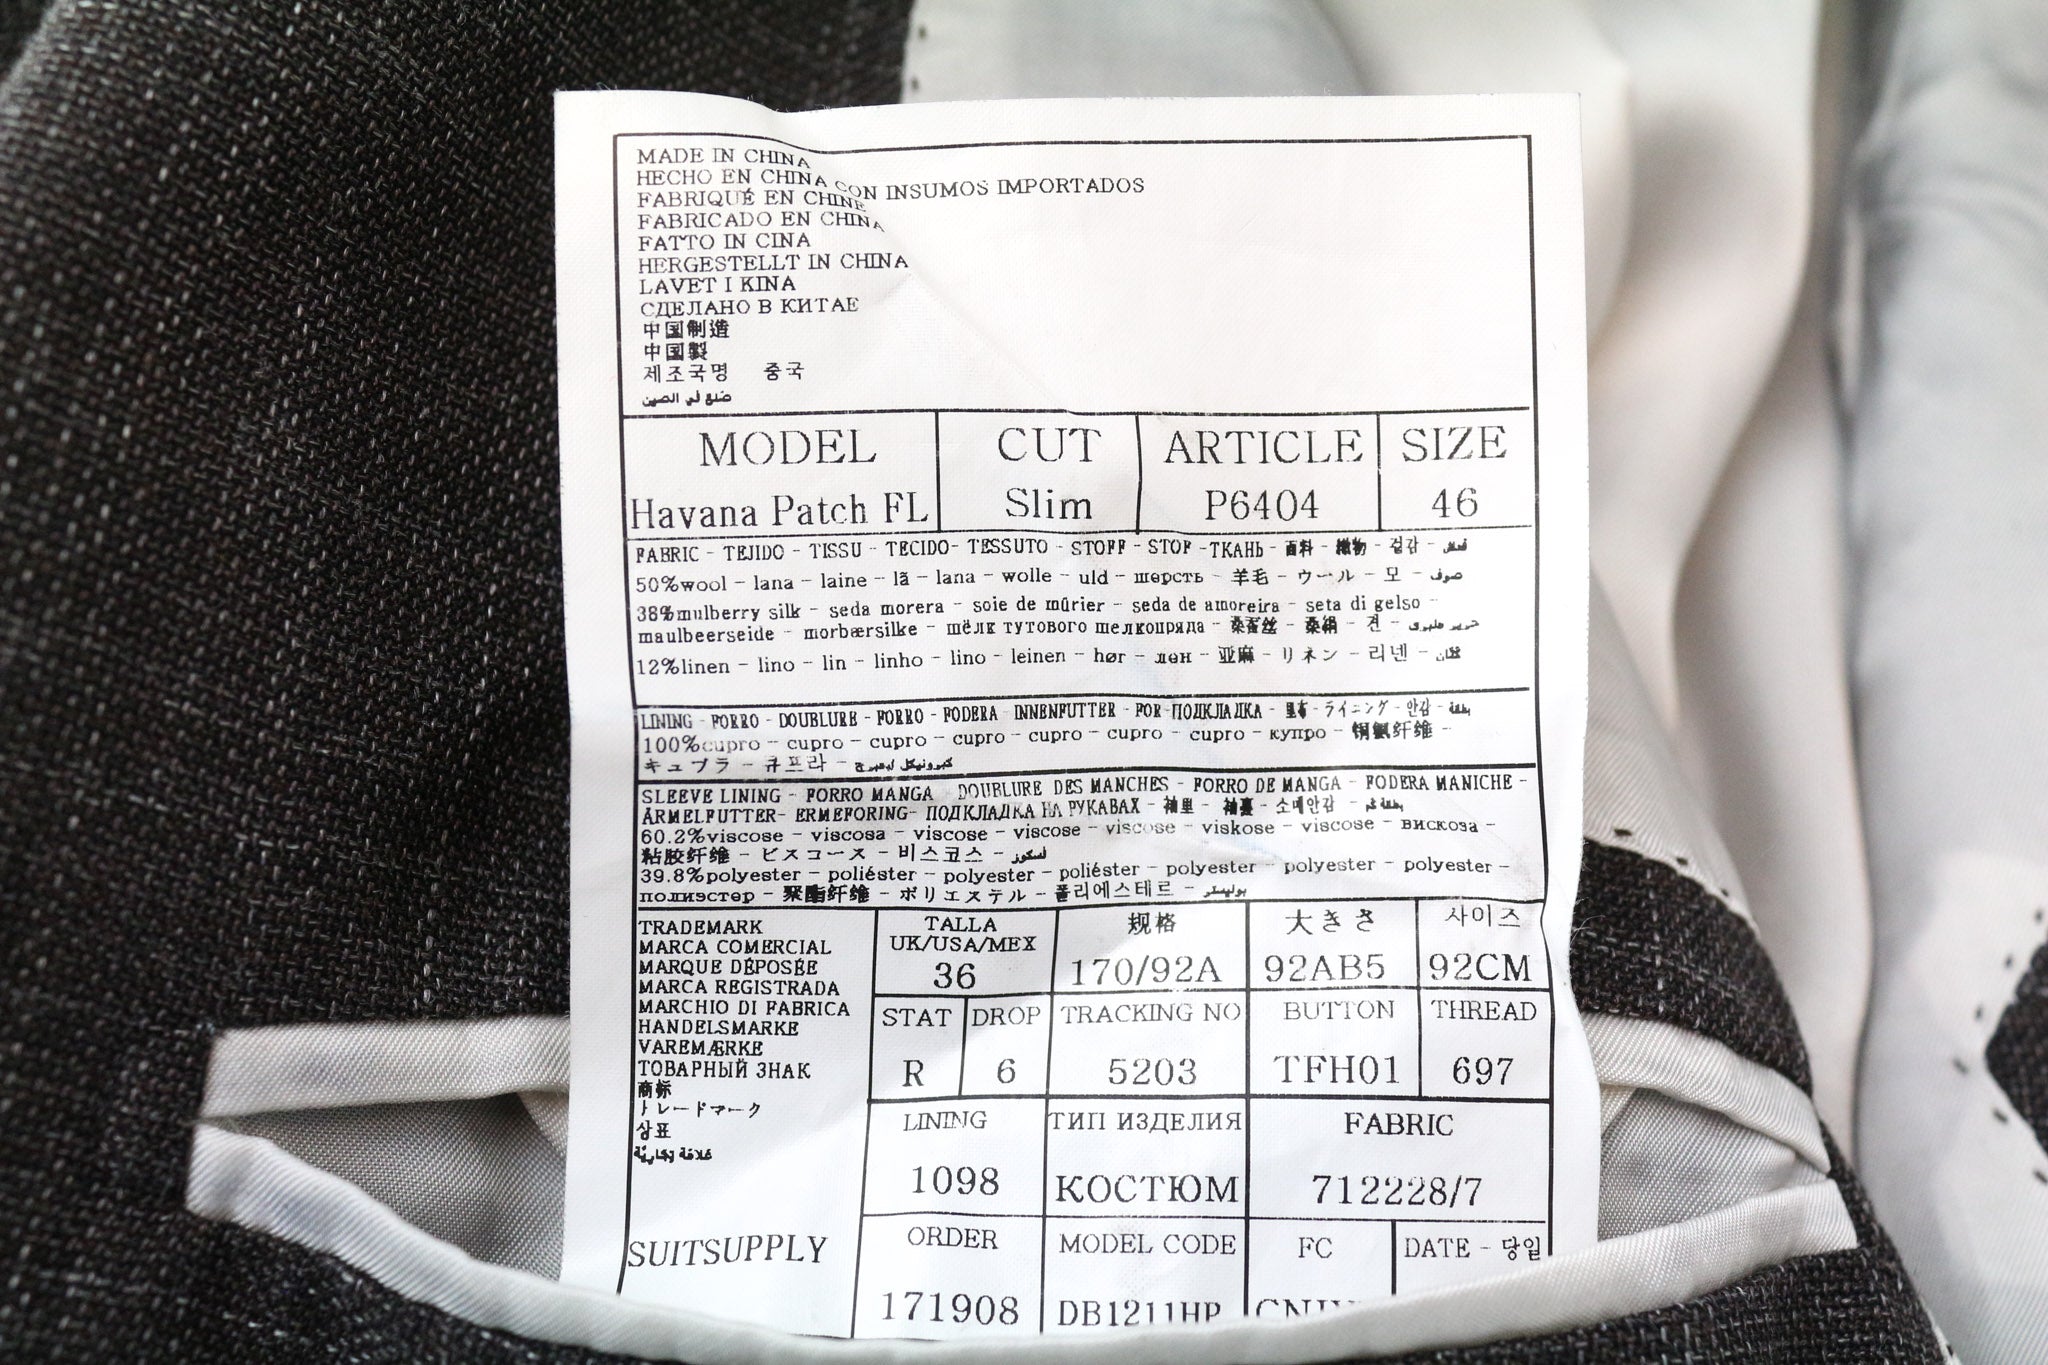 MADE IN CHINA
HECHO EN CHINA CON INSUMOS IMPORTADOS
FABRIQUÉ EN CHINE
FABRICADO EN CHINA
FATTO IN CINA
HERGESTELLT IN CHINA
LAVET I KINA
СДЕЛАНО В КИТАЕ
中国制造
中国製
제조국명 중국
صنع في الصين
MODEL CUT ARTICLE SIZE
Havana Patch FL Slim P6404 46
FABRIC - TEJIDO - TISSU - TECIDO- TESSUTO - STOFF - STOF -ТКАНЬ - 面料 - 織物 - 겉감 - قماش
50%wool - lana - laine - lã - lana - wolle - uld - шерсть - 羊毛 - ウール - 모 - صوف
38%mulberry silk - seda morera - soie de mûrier - seda de amoreira - seta di gelso -
maulbeerseide - morbærsilke - шёлк тутового шелкопряда - 桑蚕丝 - 桑絹 - 견 -
12%linen - lino - lin - linho - lino - leinen - hør - лен - 亚麻 - リネン - 리넨 - كتان
LINING - FORRO - DOUBLURE - FORRO - FODERA - INNENFUTTER - FOR - ПОДКЛАДКА - 里布 - ライニング - 안감 - بطانة
100%cupro - cupro - cupro - cupro - cupro - cupro - cupro - купро - 铜氨纤维 -
キュプラ - 큐프라 -
SLEEVE LINING - FORRO MANGA - DOUBLURE DES MANCHES - FORRO DE MANGA - FODERA MANICHE -
ÄRMELFUTTER- ERMEFORING- ПОДКЛАДКА НА РУКАВАХ - 袖里 - 袖裏 - 소매안감 - بطانة كم
60.2%viscose - viscosa - viscose - viscose - viscose - viskose - viscose - вискоза -
粘胶纤维 - ビスコース - 비스코스 -
39.8%polyester - poliéster - polyester - poliéster - polyester - polyester - polyester -
полиэстер - 聚酯纤维 - ポリエステル - 폴리에스테르 - بوليستر
TRADEMARK
MARCA COMERCIAL
MARQUE DÉPOSÉE
MARCA REGISTRADA
MARCHIO DI FABRICA
HANDELSMARKE
VAREMÆRKE
ТОВАРНЫЙ ЗНАК
商标
トレードマーク
상표
علامة تجارية
SUITSUPPLY
TALLA UK/USA/MEX 规格 大きさ 사이즈
36 170/92A 92AB5 92CM
STAT DROP TRACKING NO BUTTON THREAD
R 6 5203 TFH01 697
LINING ТИП ИЗДЕЛИЯ FABRIC
1098 КОСТЮМ 712228/7
ORDER MODEL CODE FC DATE - 당일
171908 DB1211HP